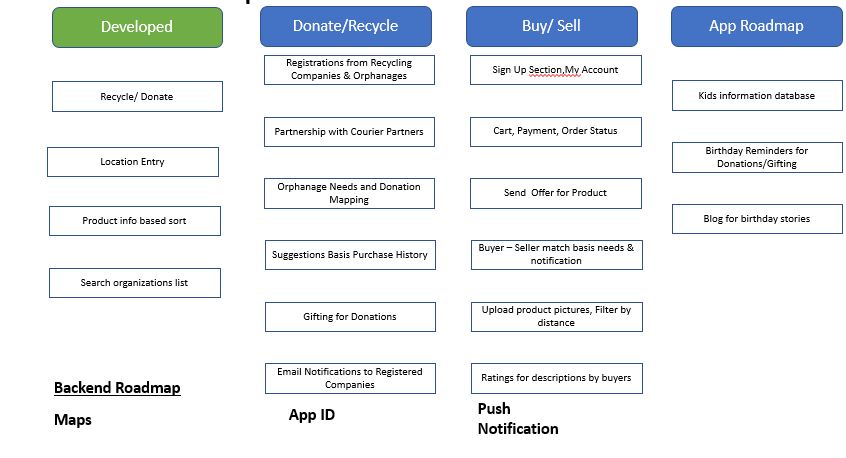 Developed
Recycle/ Donate
Location Entry
Product info based sort
Search organizations list
Donate/Recycle
Registrations from Recycling
Companies & Orphanages
Partnership with Courier Partners
Orphanage Needs and Donation
Mapping
Suggestions Basis Purchase History
Gifting for Donations
Email Notifications to Registered
Companies
Buy/ Sell
Sign Up Section,My Account
Cart, Payment, Order Status
Send  Offer for Product
Buyer – Seller match basis needs &
notification
Upload product pictures, Filter by
distance
Ratings for descriptions by buyers
App Roadmap
Kids information database
Birthday Reminders for
Donations/Gifting
Blog for birthday stories
Backend Roadmap
Maps
App ID
Push
Notification